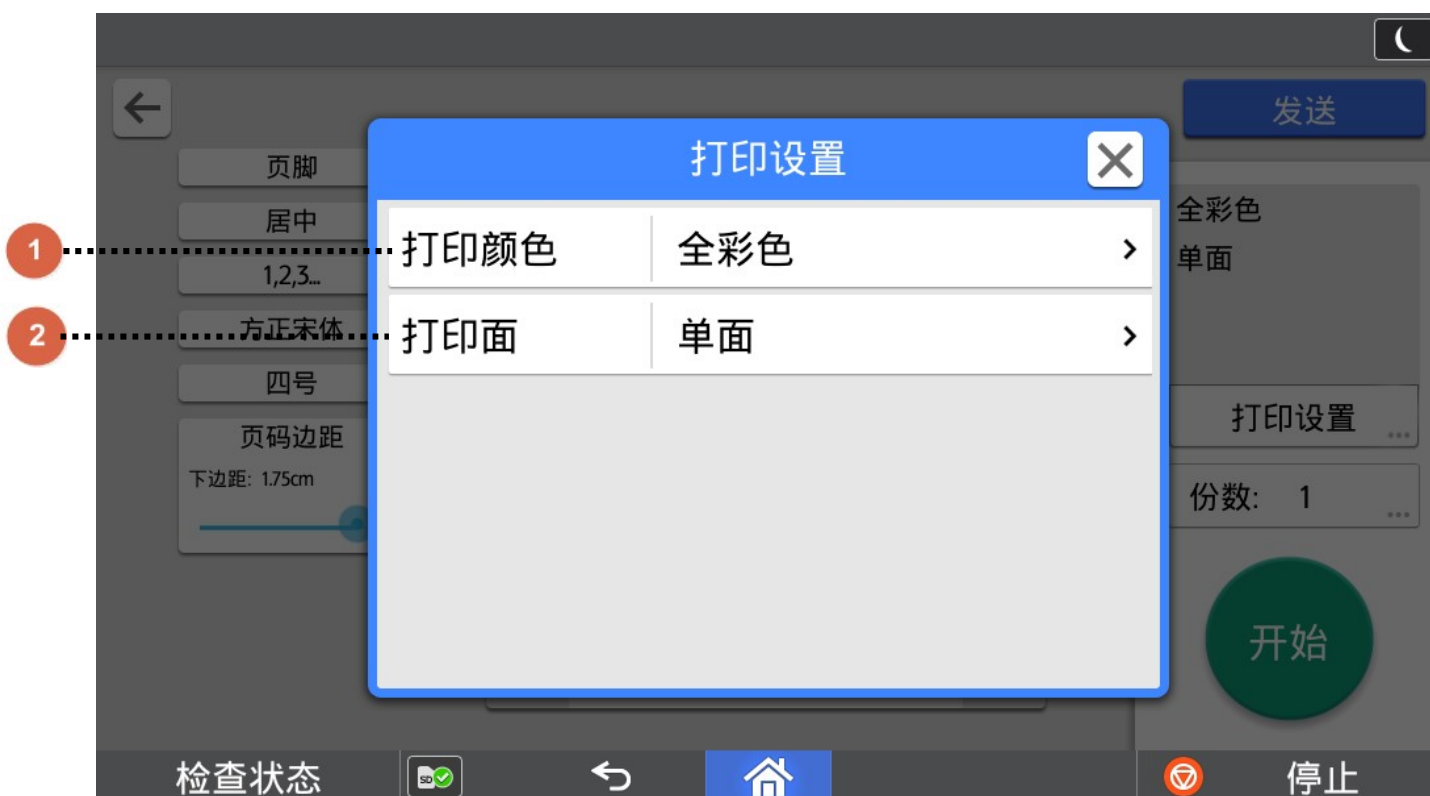 发送
打印设置
页脚
居中
1,2,3...
方正宋体
四号
页码边距
下边距: 1.75cm
1
打印颜色
全彩色
2
打印面
单面
全彩色
单面
打印设置
份数: 1
开始
检查状态
SD
停止